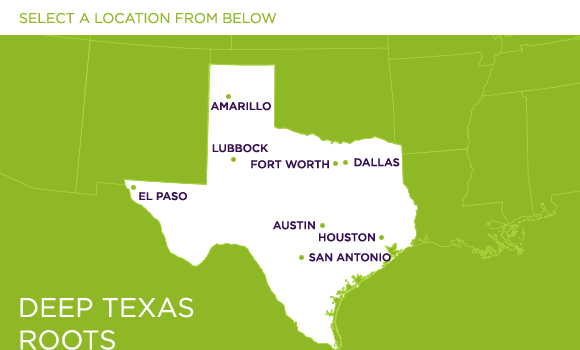 SELECT A LOCATION FROM BELOW
AMARILLO
LUBBOCK
FORT WORTH
DALLAS
EL PASO
AUSTIN
HOUSTON
SAN ANTONIO
DEEP TEXAS
ROOTS